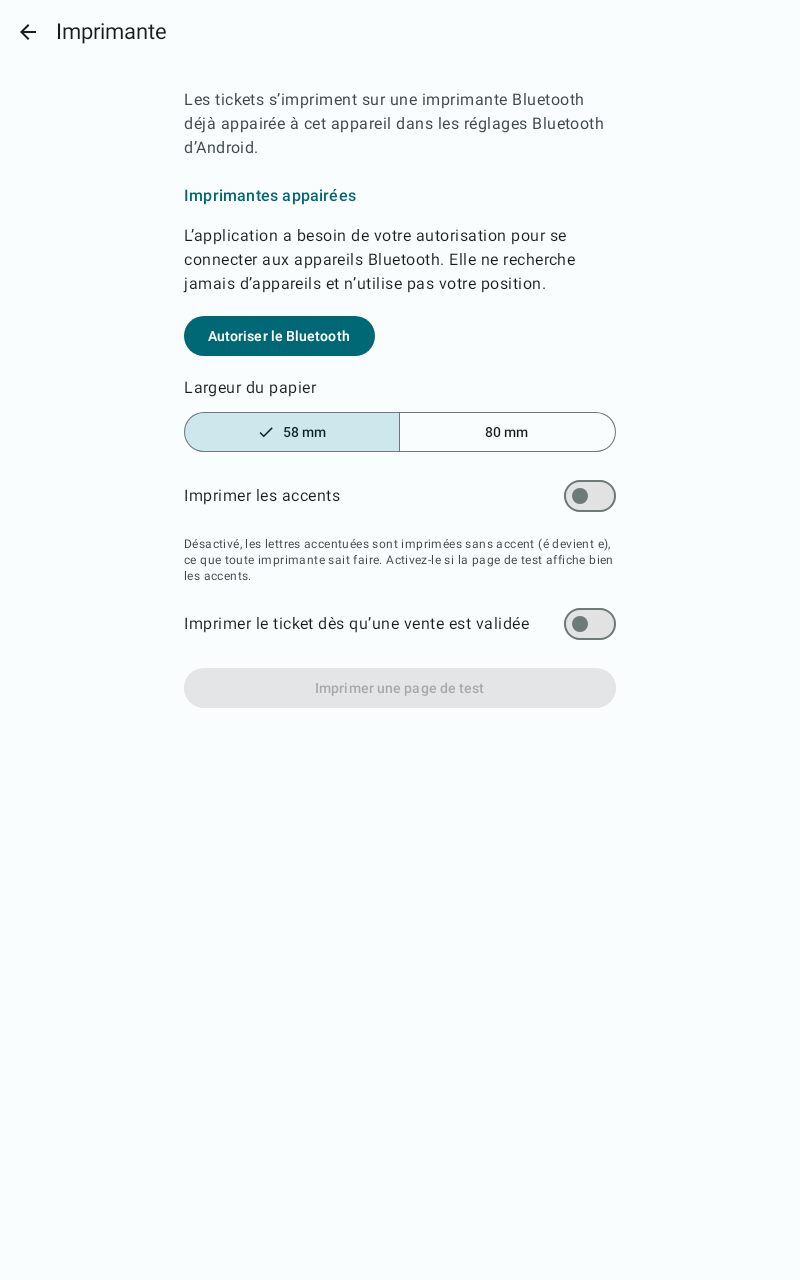 Imprimante
Les tickets s’impriment sur une imprimante Bluetooth
déjà appairée à cet appareil dans les réglages Bluetooth
d’Android.
Imprimantes appairées
L’application a besoin de votre autorisation pour se
connecter aux appareils Bluetooth. Elle ne recherche
jamais d’appareils et n’utilise pas votre position.
Autoriser le Bluetooth
Largeur du papier
58 mm
80 mm
Imprimer les accents
Désactivé, les lettres accentuées sont imprimées sans accent (é devient e),
ce que toute imprimante sait faire. Activez-le si la page de test affiche bien
les accents.
Imprimer le ticket dès qu’une vente est validée
Imprimer une page de test